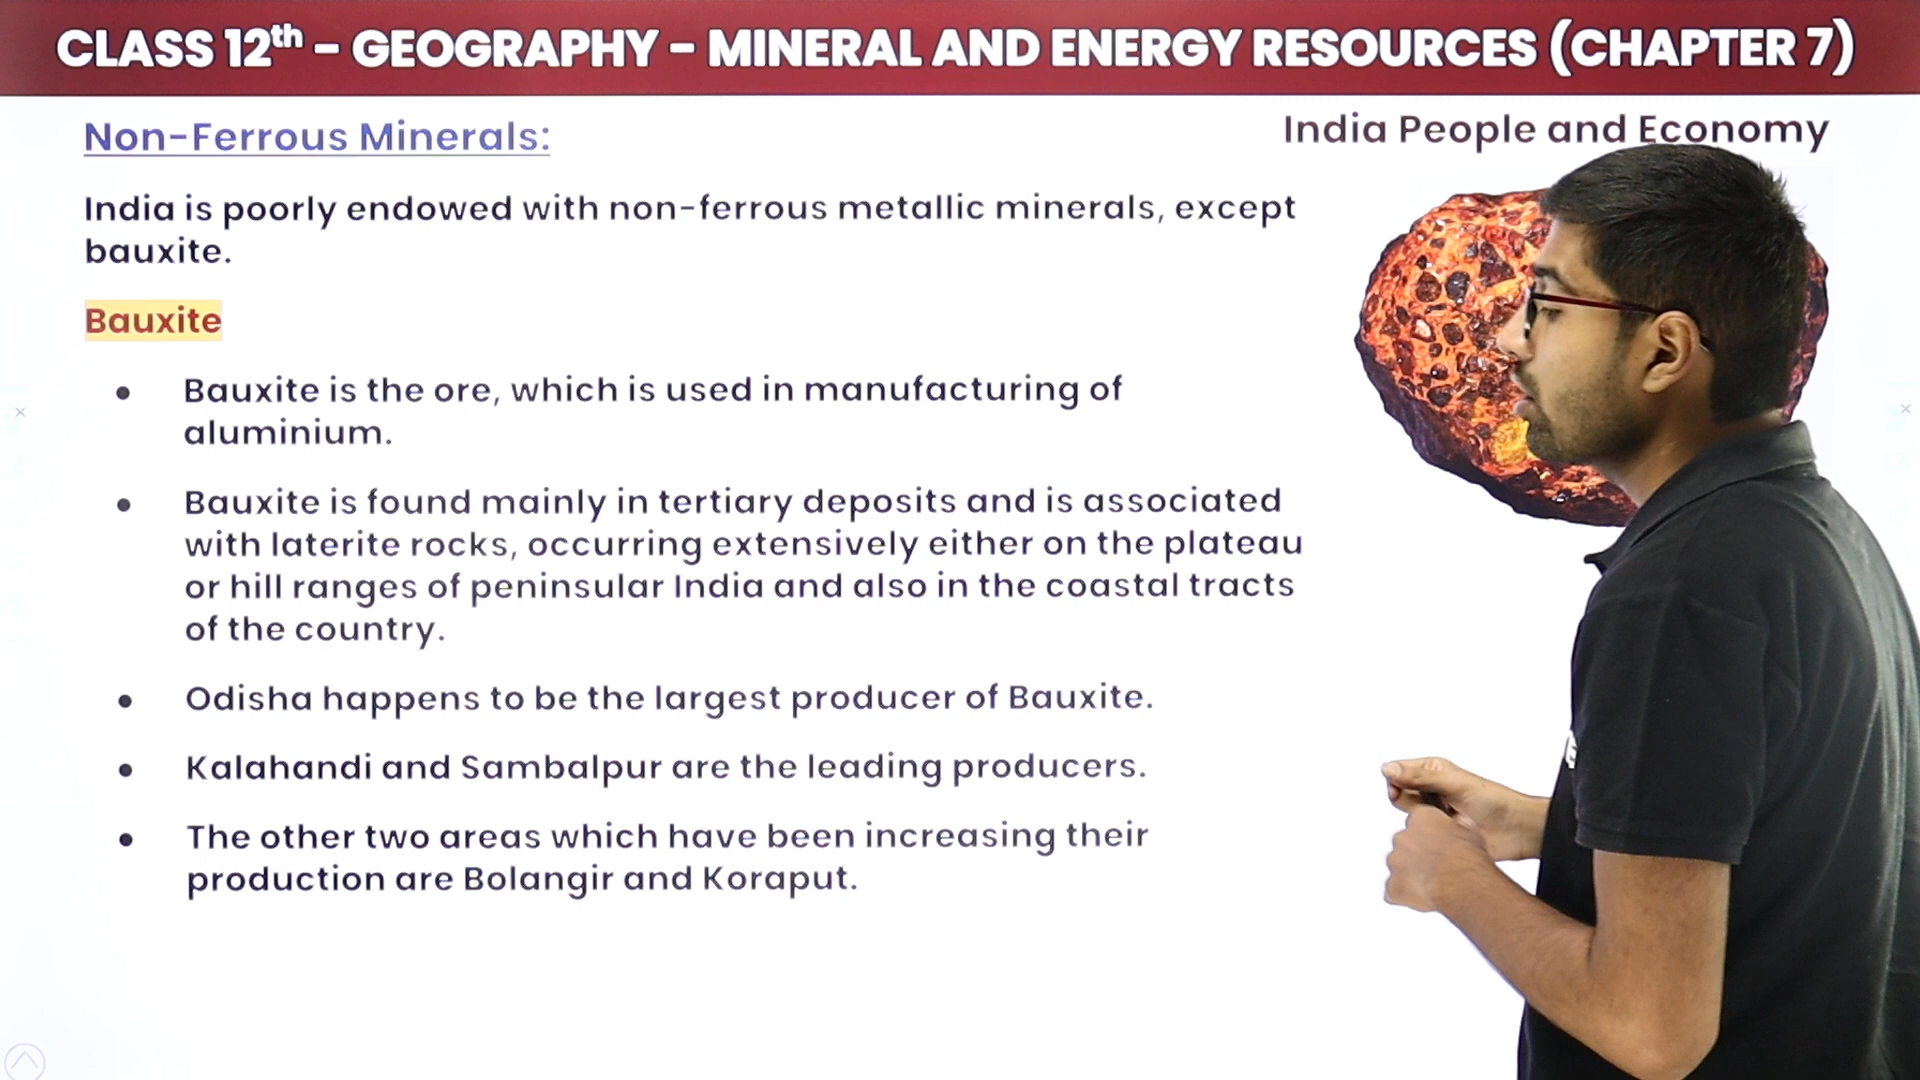 CLASS 12th – GEOGRAPHY – MINERAL AND ENERGY RESOURCES (CHAPTER 7)
India People and Economy
Non-Ferrous Minerals:
India is poorly endowed with non-ferrous metallic minerals, except
bauxite.
Bauxite
• Bauxite is the ore, which is used in manufacturing of
aluminium.
• Bauxite is found mainly in tertiary deposits and is associated
with laterite rocks, occurring extensively either on the plateau
or hill ranges of peninsular India and also in the coastal tracts
of the country.
• Odisha happens to be the largest producer of Bauxite.
• Kalahandi and Sambalpur are the leading producers.
• The other two areas which have been increasing their
production are Bolangir and Koraput.